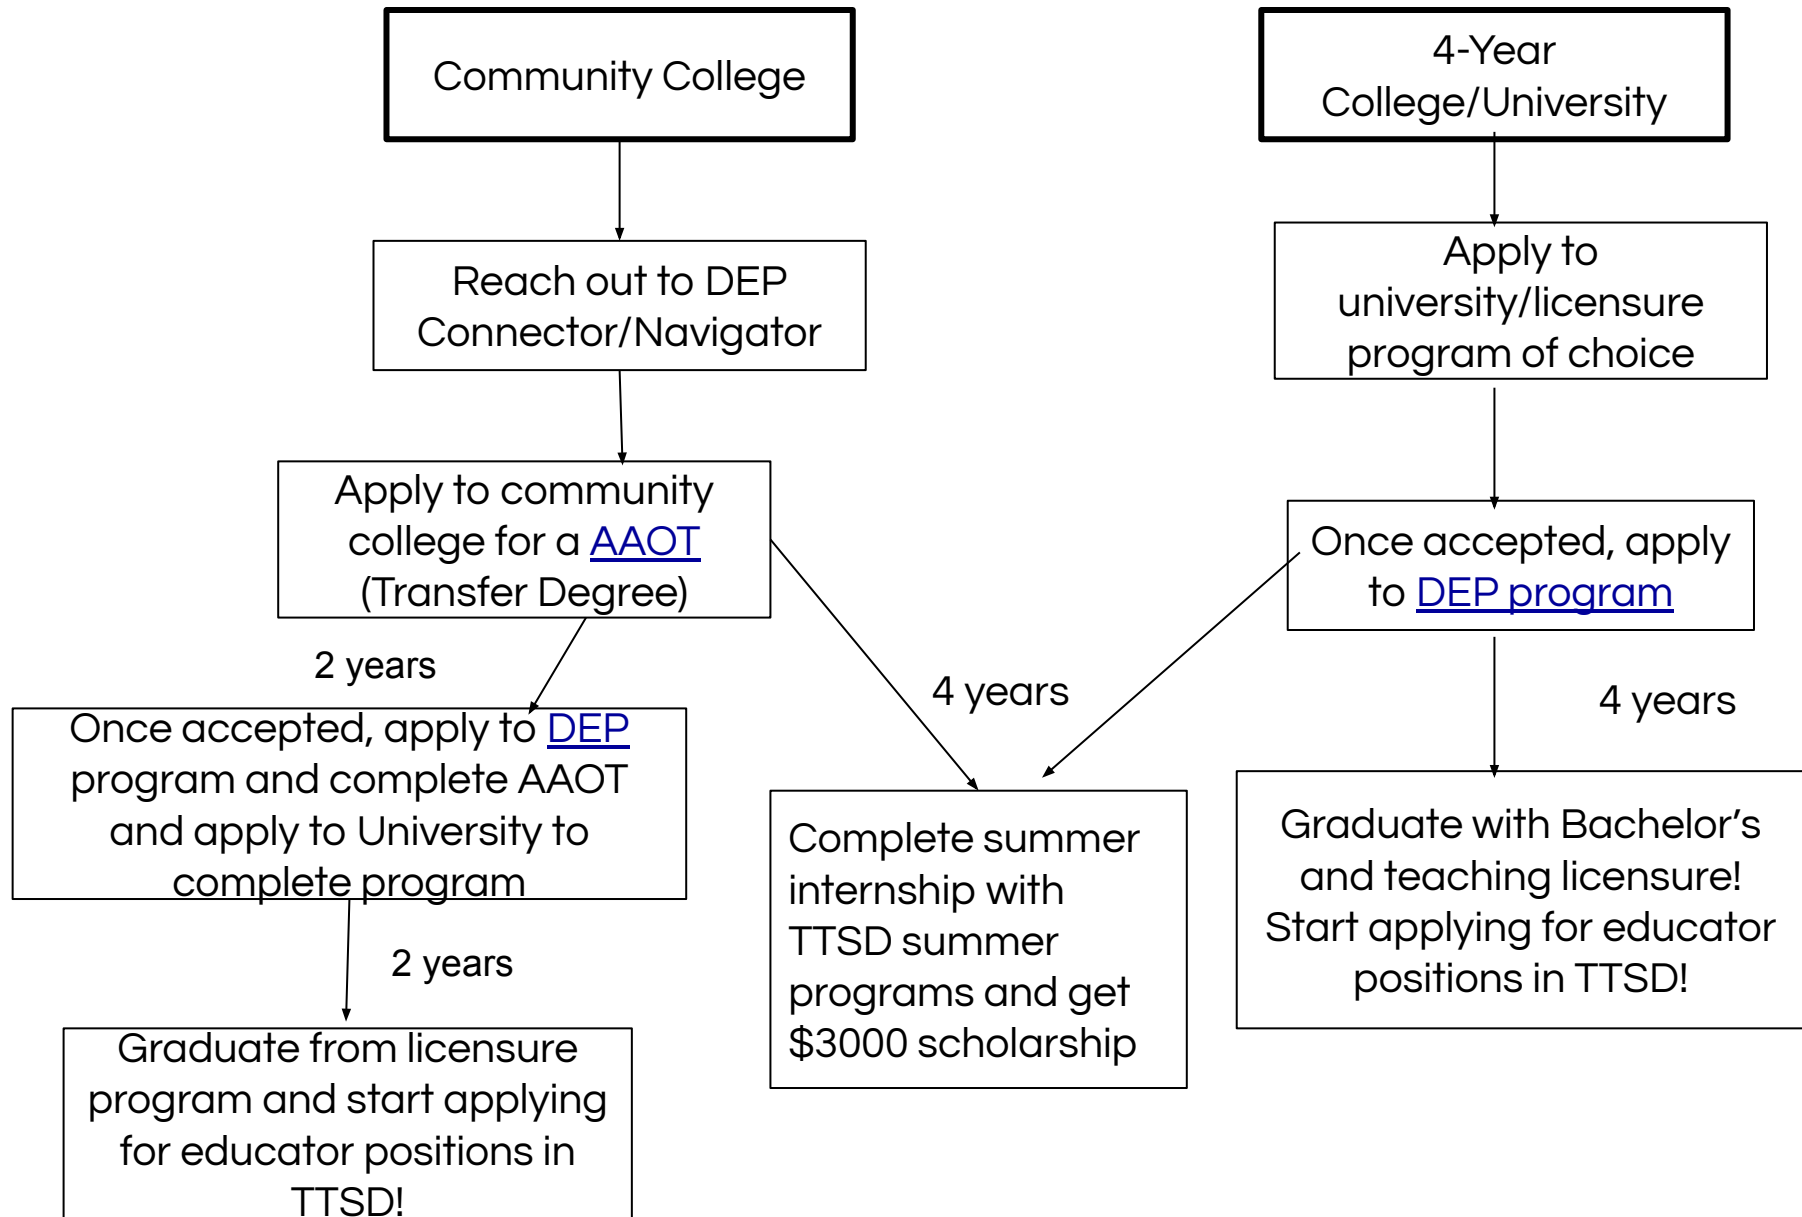 Community College
4-Year
College/University
Reach out to DEP
Connector/Navigator
Apply to
university/licensure
program of choice
Apply to community
college for a AAOT
(Transfer Degree)
Once accepted, apply
to DEP program
2 years
4 years
4 years
Once accepted, apply to DEP
program and complete AAOT
and apply to University to
complete program
Complete summer
internship with
TTSD summer
programs and get
$3000 scholarship
Graduate with Bachelor’s
and teaching licensure!
Start applying for educator
positions in TTSD!
2 years
Graduate from licensure
program and start applying
for educator positions in
TTSD!